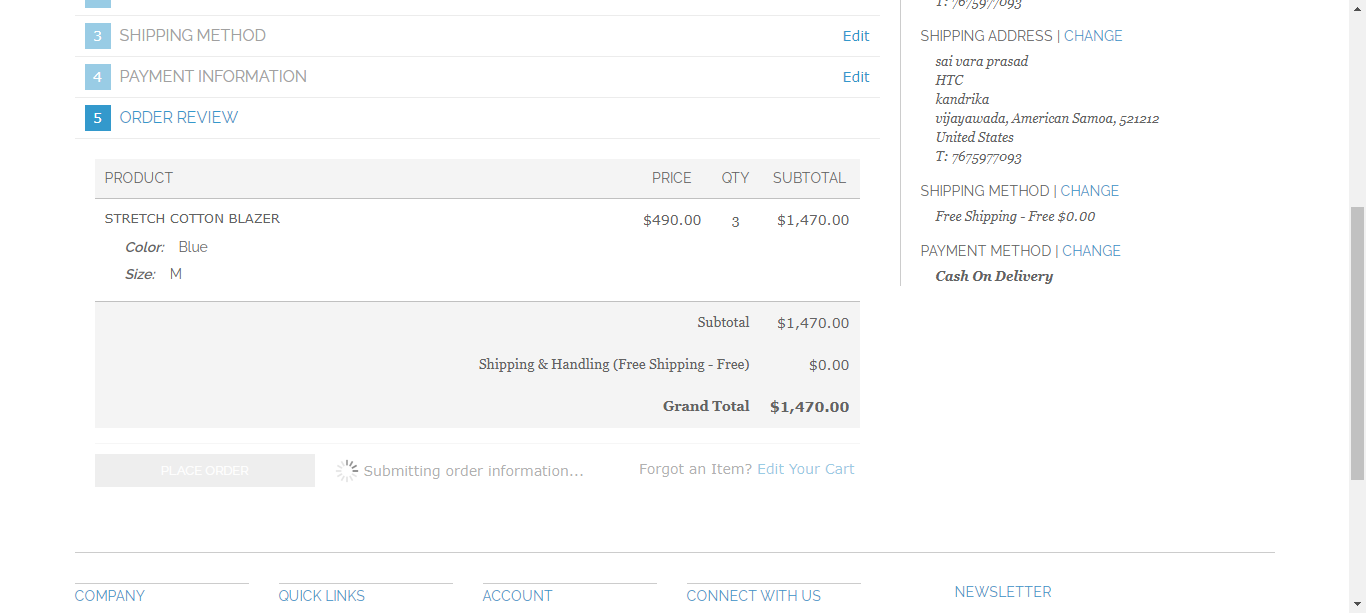 T: 7675977093
3 SHIPPING METHOD Edit
SHIPPING ADDRESS | CHANGE
sai vara prasad
HTC
kandrika
vijayawada, American Samoa, 521212
United States
T: 7675977093
4 PAYMENT INFORMATION Edit
5 ORDER REVIEW
SHIPPING METHOD | CHANGE
Free Shipping - Free $0.00
PAYMENT METHOD | CHANGE
Cash On Delivery
PRODUCT PRICE QTY SUBTOTAL
STRETCH COTTON BLAZER $490.00 3 $1,470.00
Color: Blue
Size: M
Subtotal $1,470.00
Shipping & Handling (Free Shipping - Free) $0.00
Grand Total $1,470.00
PLACE ORDER Submitting order information... Forgot an Item? Edit Your Cart
COMPANY QUICK LINKS ACCOUNT CONNECT WITH US NEWSLETTER